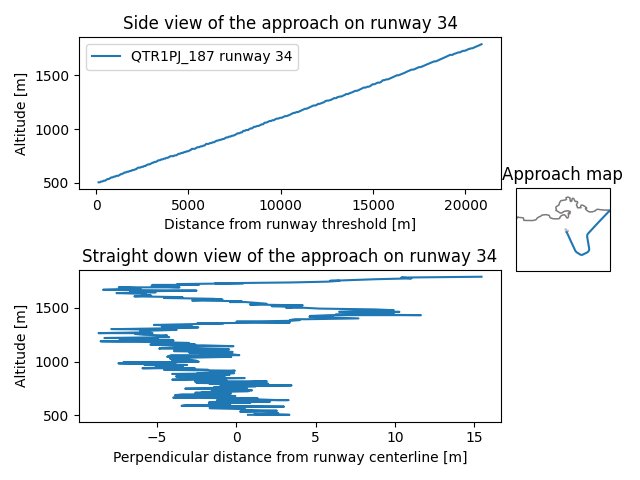 Side view of the approach on runway 34
QTR1PJ_187 runway 34
Altitude [m]
1500
1000
500
0
5000
10000
15000
20000
Distance from runway threshold [m]
Approach map
Straight down view of the approach on runway 34
Altitude [m]
1500
1000
500
−5
0
5
10
15
Perpendicular distance from runway centerline [m]